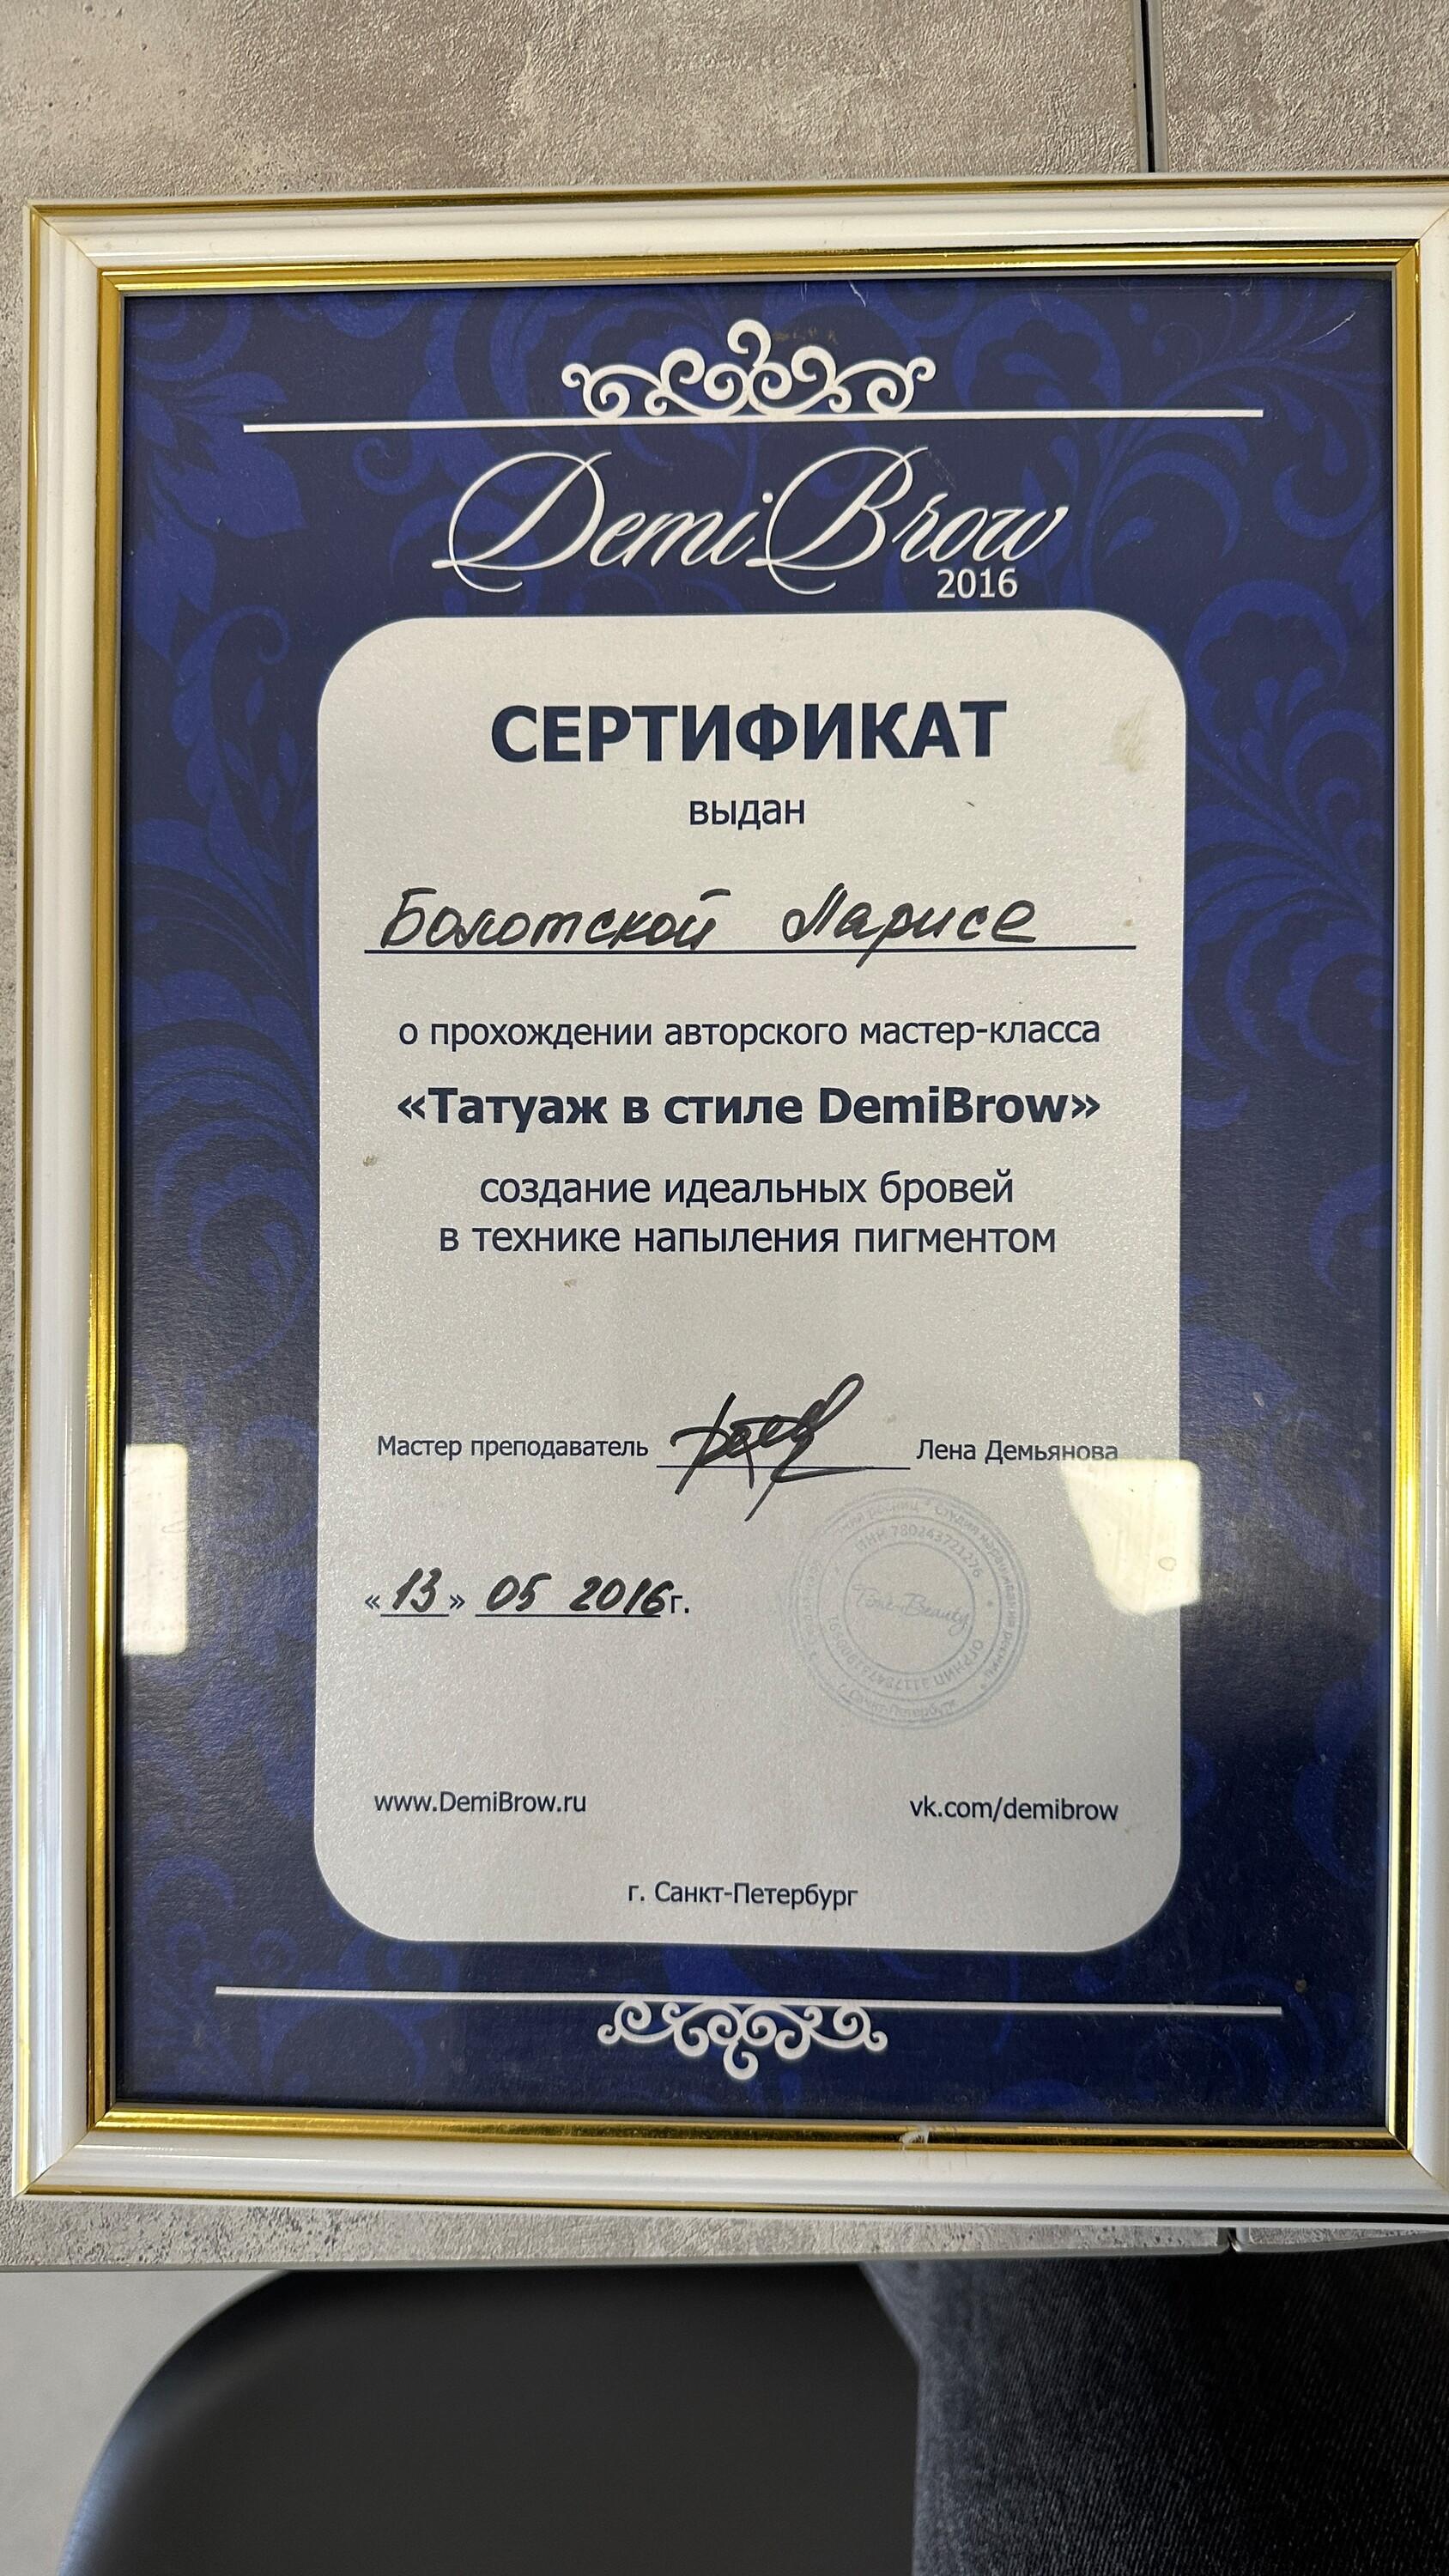 DemiBrow
2016
СЕРТИФИКАТ
выдан
Болотской Ларисе
о прохождении авторского мастер-класса
«Татуаж в стиле DemiBrow»
создание идеальных бровей
в технике напыления пигментом
Мастер преподаватель Лена Демьянова
«13» 05 2016г.
www.DemiBrow.ru vk.com/demibrow
г. Санкт-Петербург